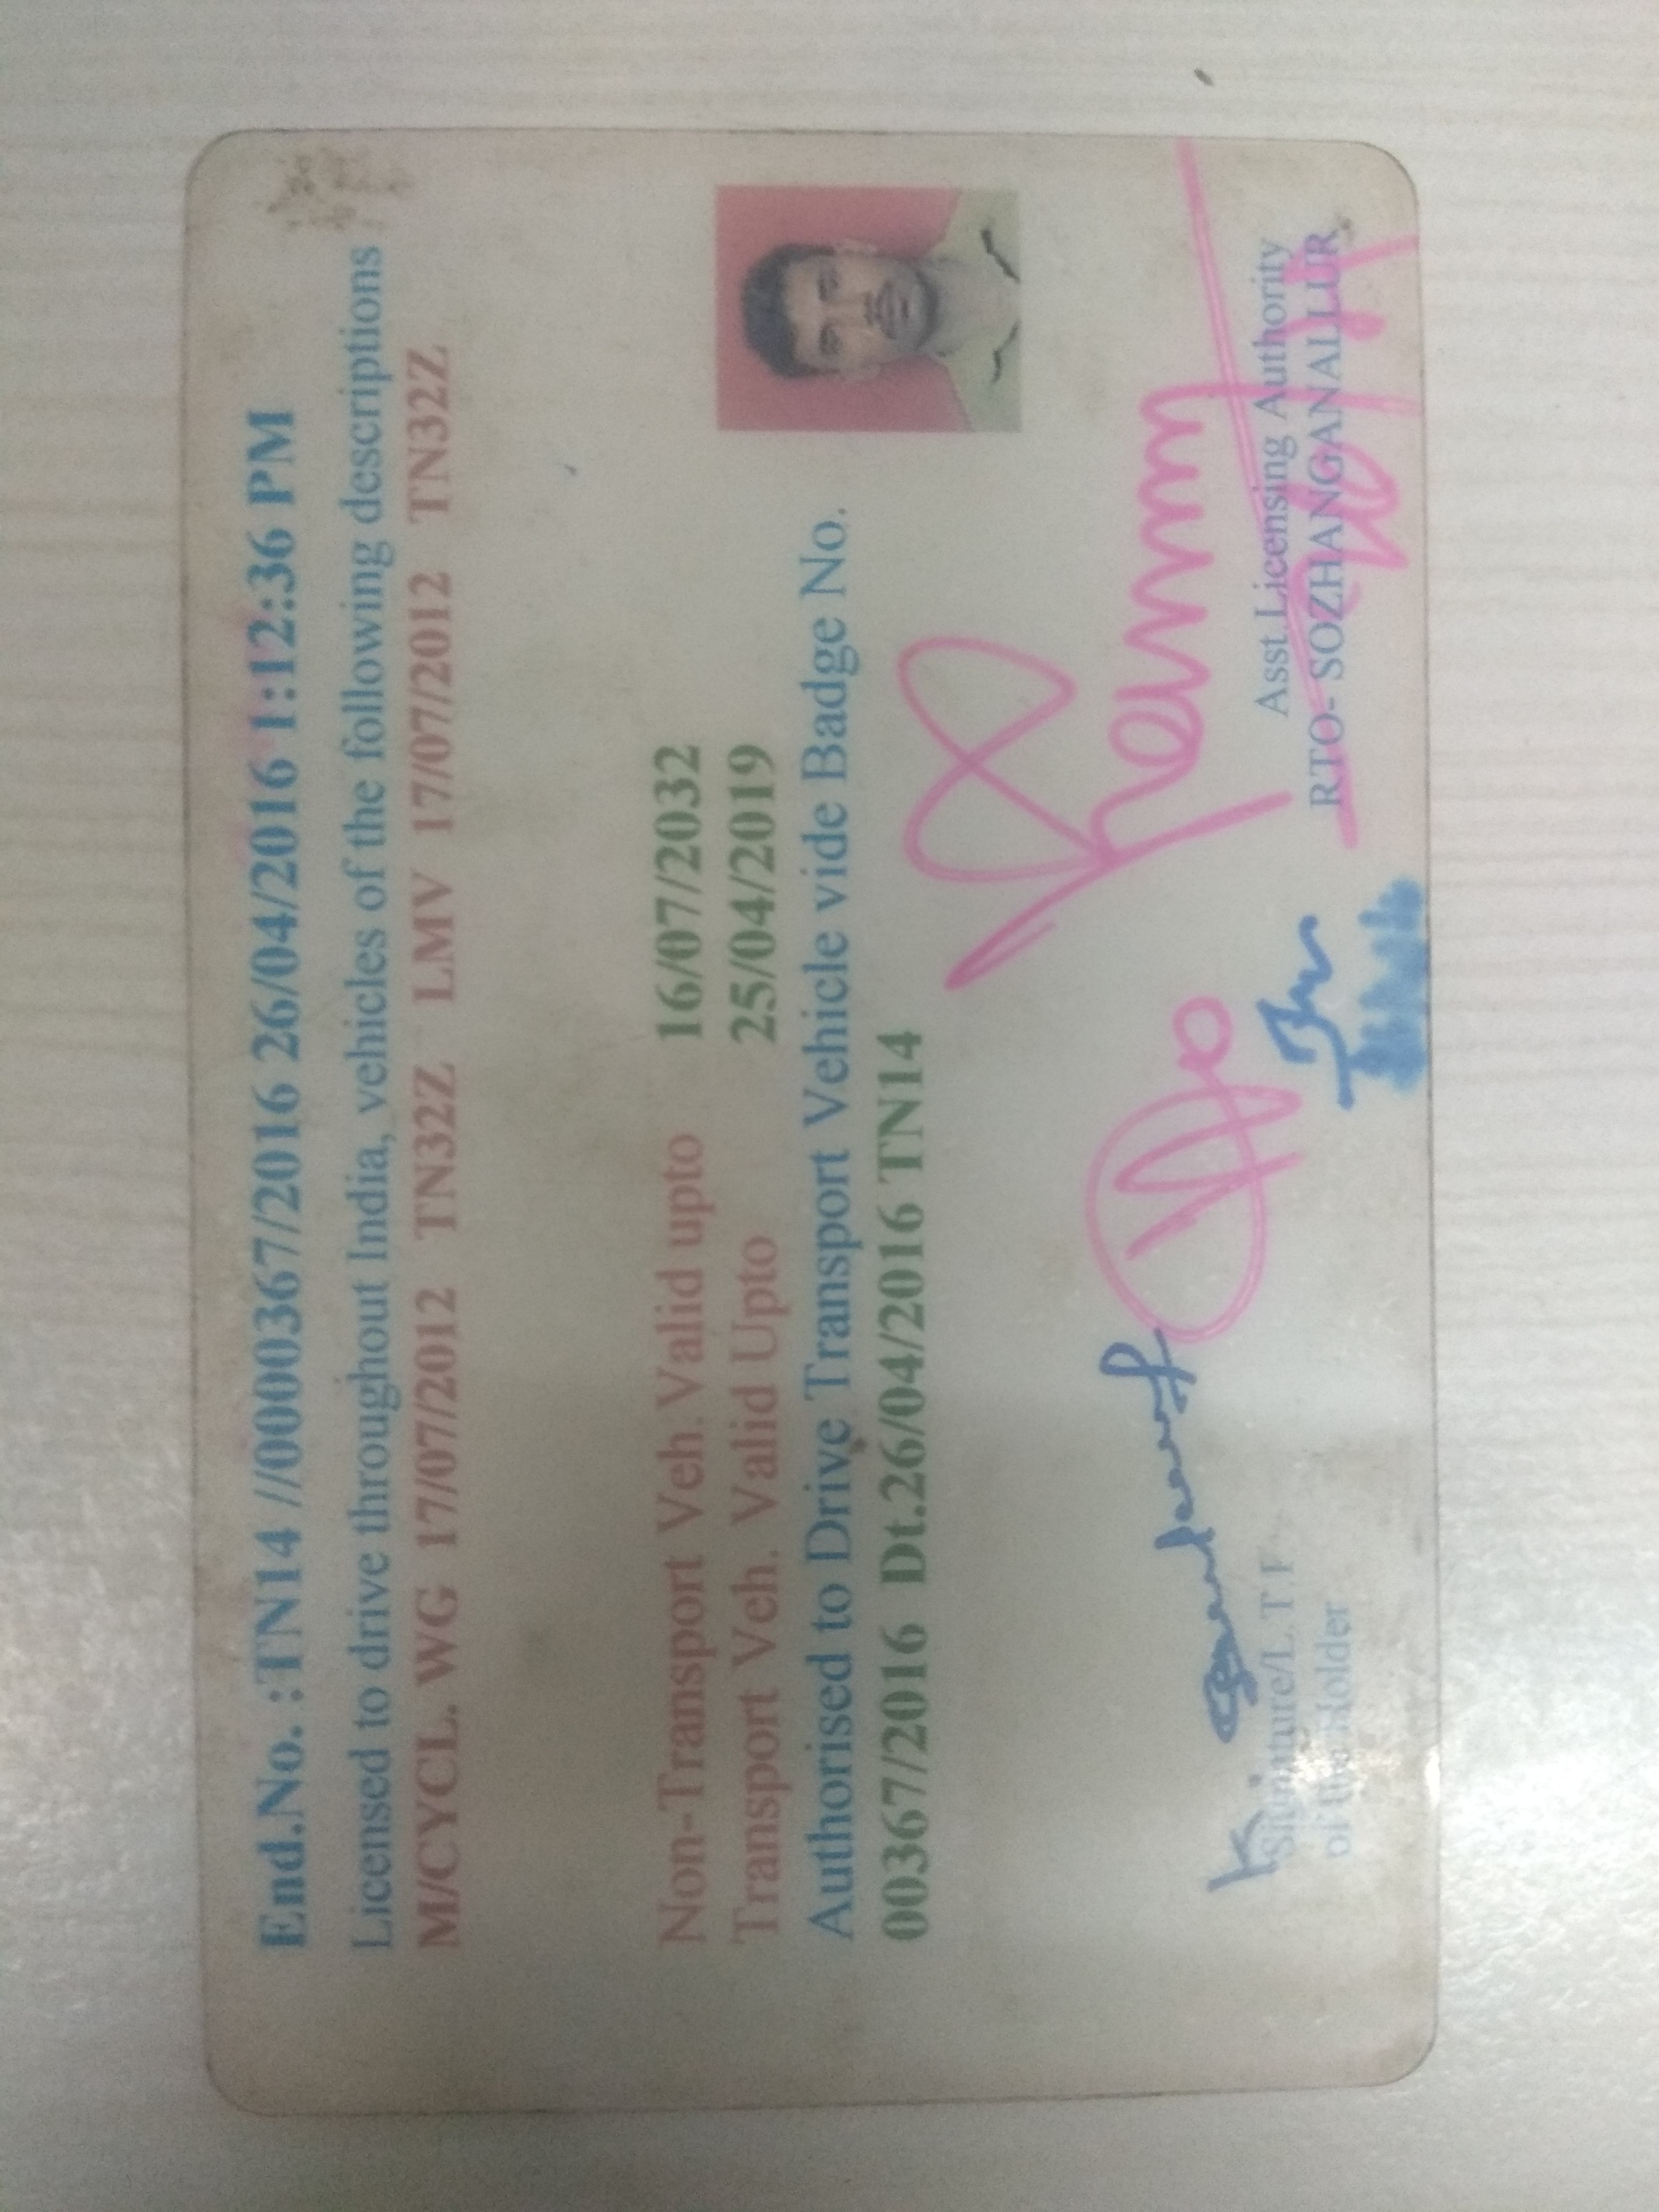 End.No. :TN14 //0000367/2016 26/04/2016 1:12:36 PM
Licensed to drive throughout India, vehicles of the following descriptions
M/CYCL. WG 17/07/2012 TN32Z LMV 17/07/2012 TN32Z
Non-Transport Veh.Valid upto 16/07/2032
Transport Veh. Valid Upto 25/04/2019
Authorised to Drive Transport Vehicle vide Badge No.
00367/2016 Dt.26/04/2016 TN14
K.
Signature/L.T.I. Asst.Licensing Authority
of the Holder RTO- SOZHANGANALLUR